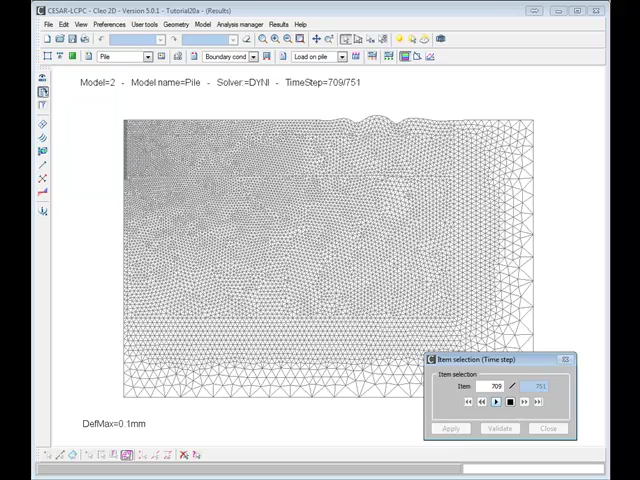 CESAR-LCPC - Cleo 2D - Version 5.0.1 - Tutorial20a - (Results)
File Edit View Preferences User tools Geometry Model Analysis manager Results Help
Pile Boundary cond Load on pile
Model=2 - Model name=Pile - Solver:=DYNI - TimeStep=709/751
Item selection (Time step)
Item selection
Item 709 / 751
Apply Validate Close
DefMax=0.1mm